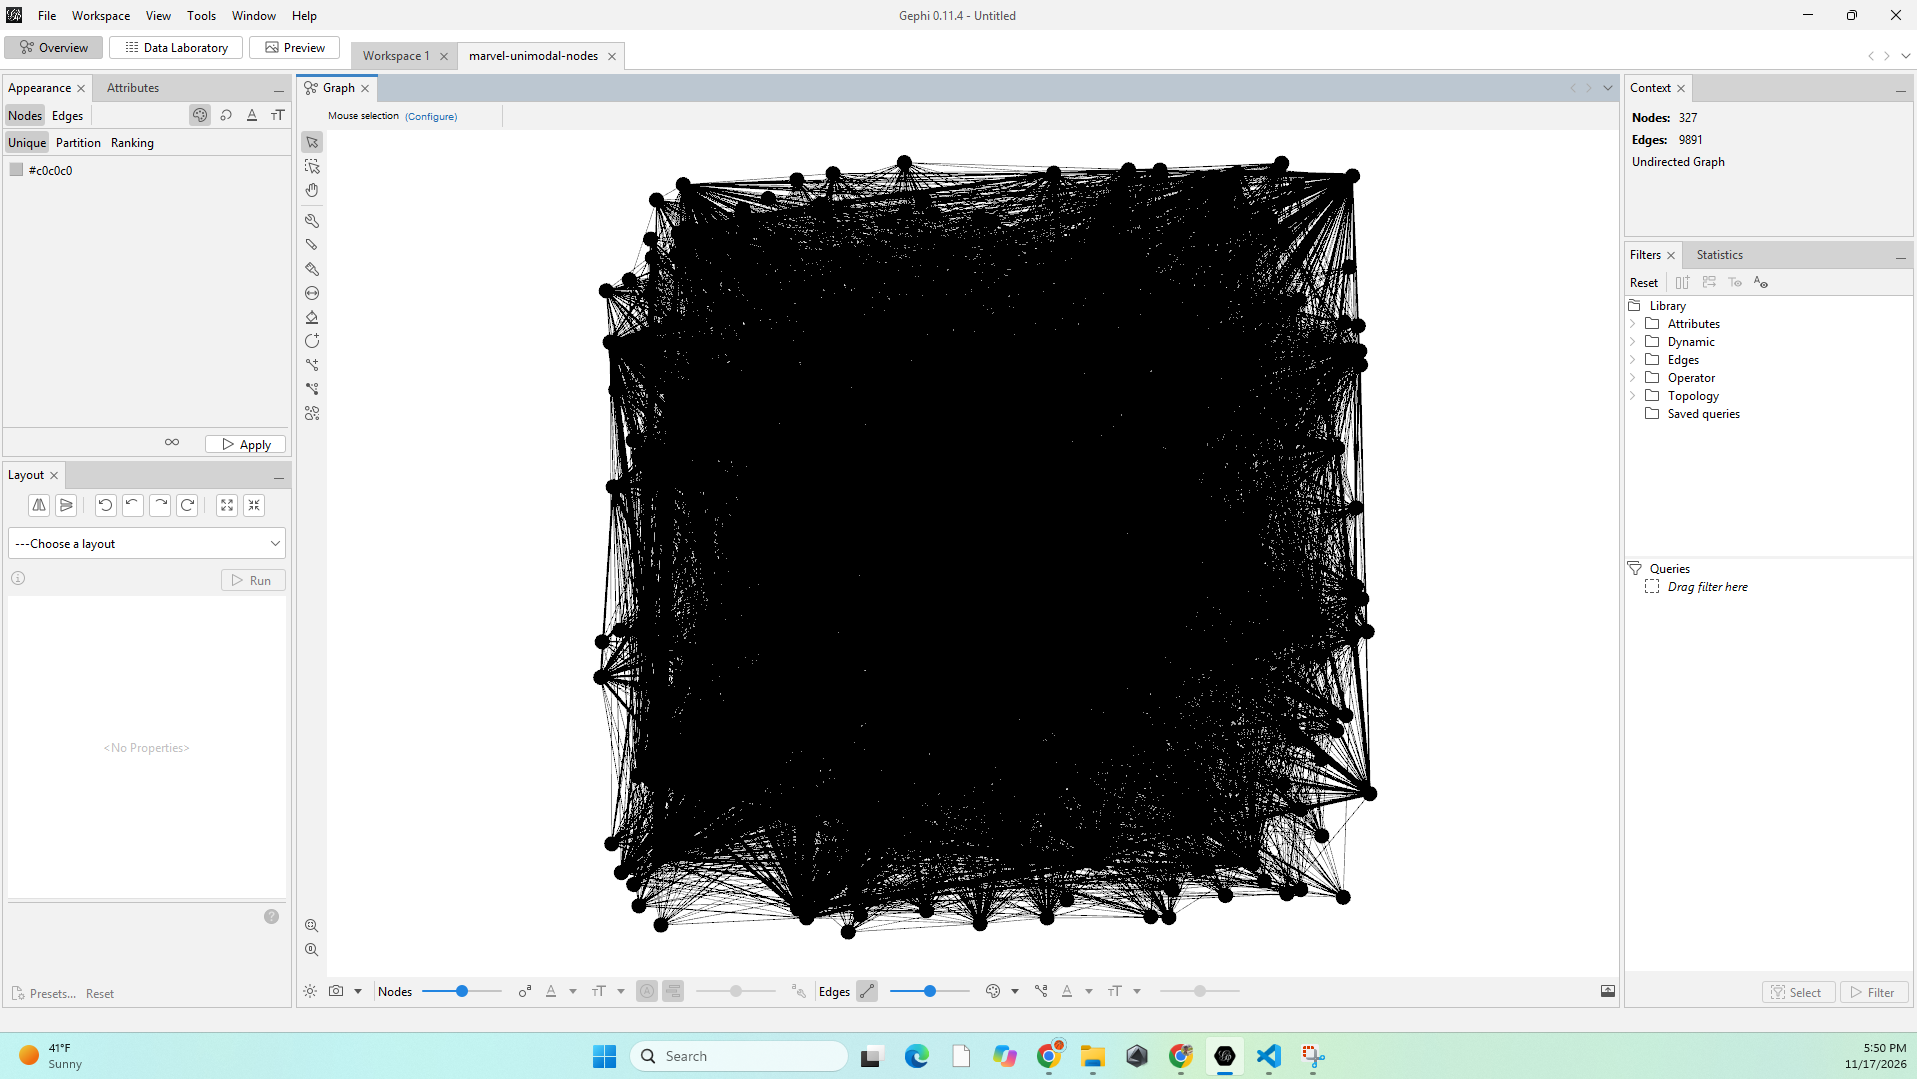 File Workspace View Tools Window Help
Gephi 0.11.4 - Untitled
Overview Data Laboratory Preview
Workspace 1 marvel-unimodal-nodes
Appearance Attributes
Nodes Edges
Unique Partition Ranking
#c0c0c0
Apply
Layout
---Choose a layout
Run
<No Properties>
Presets... Reset
Graph
Mouse selection (Configure)
Nodes Edges
Context
Nodes: 327
Edges: 9891
Undirected Graph
Filters Statistics
Reset
Library
Attributes
Dynamic
Edges
Operator
Topology
Saved queries
Queries
Drag filter here
Select Filter
41°F
Sunny
Search
5:50 PM
11/17/2026